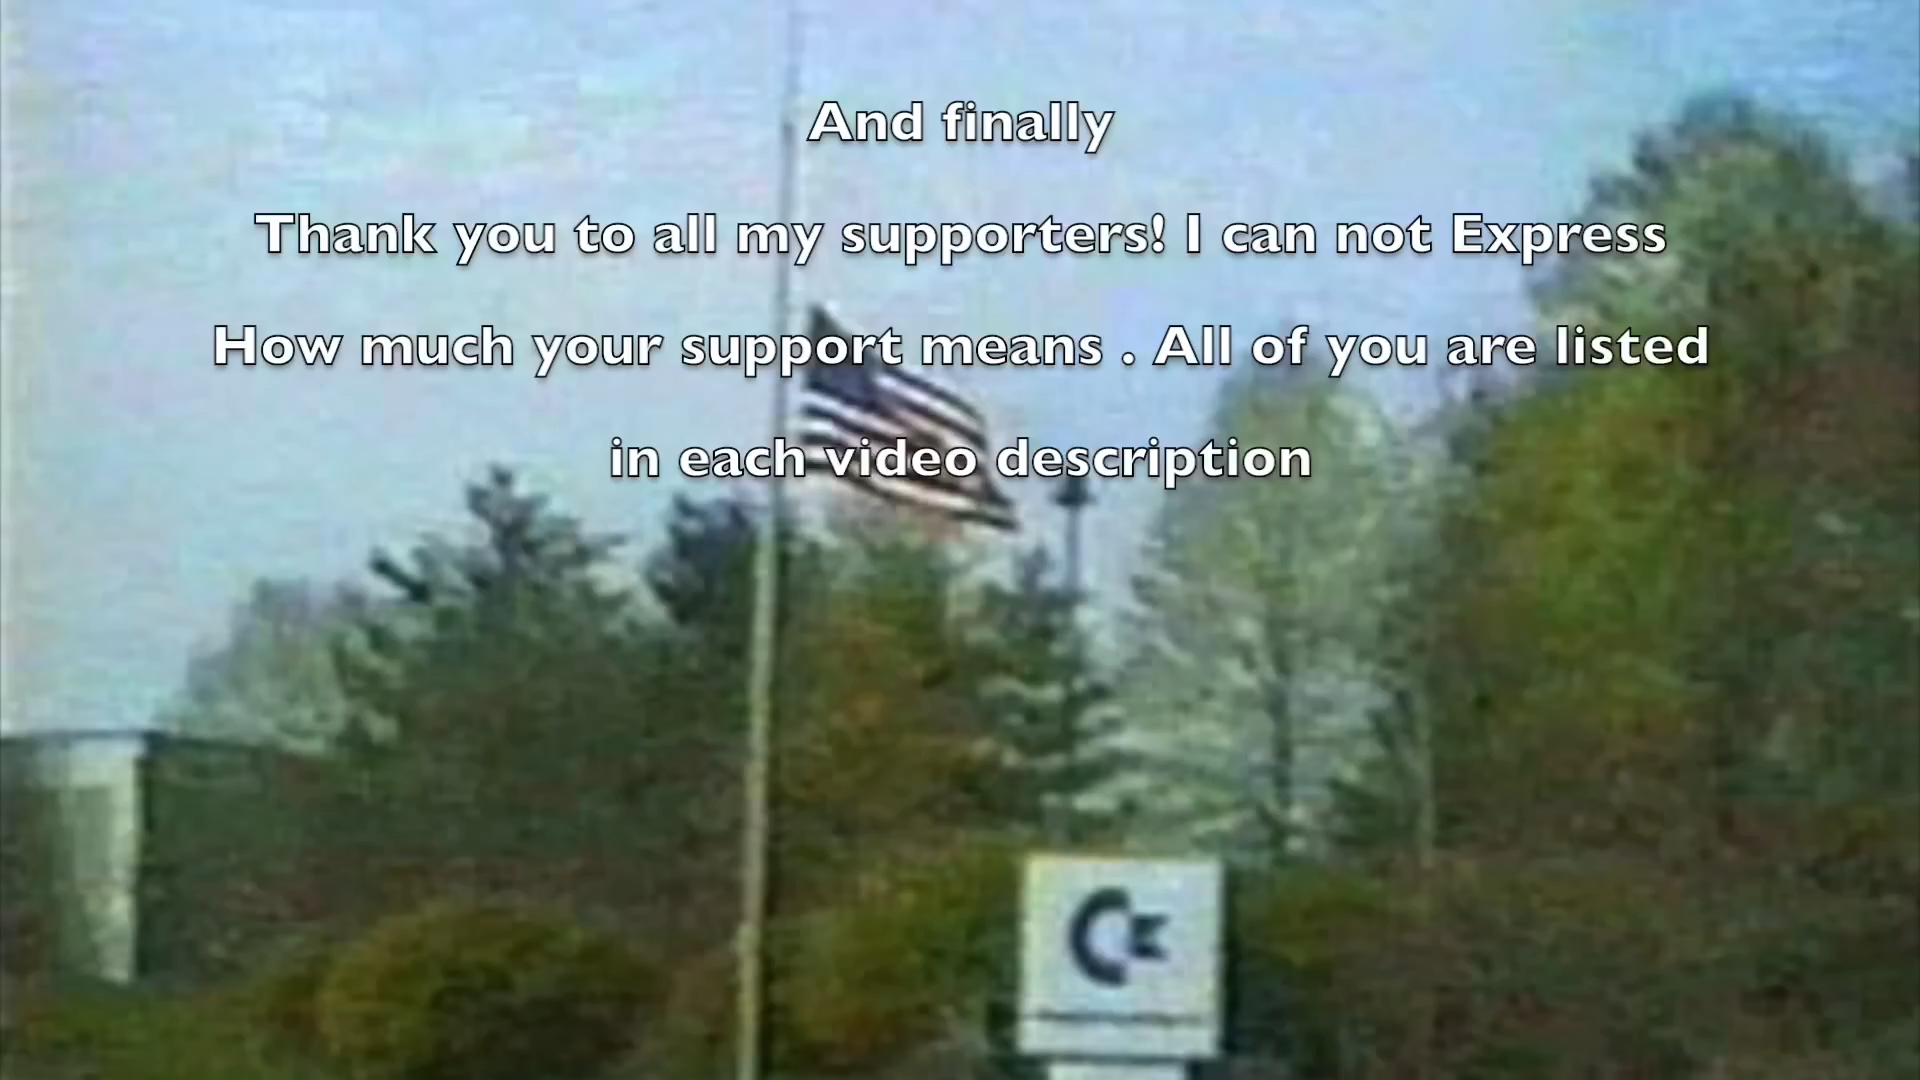 And finally
Thank you to all my supporters! I can not Express
How much your support means . All of you are listed
in each video description